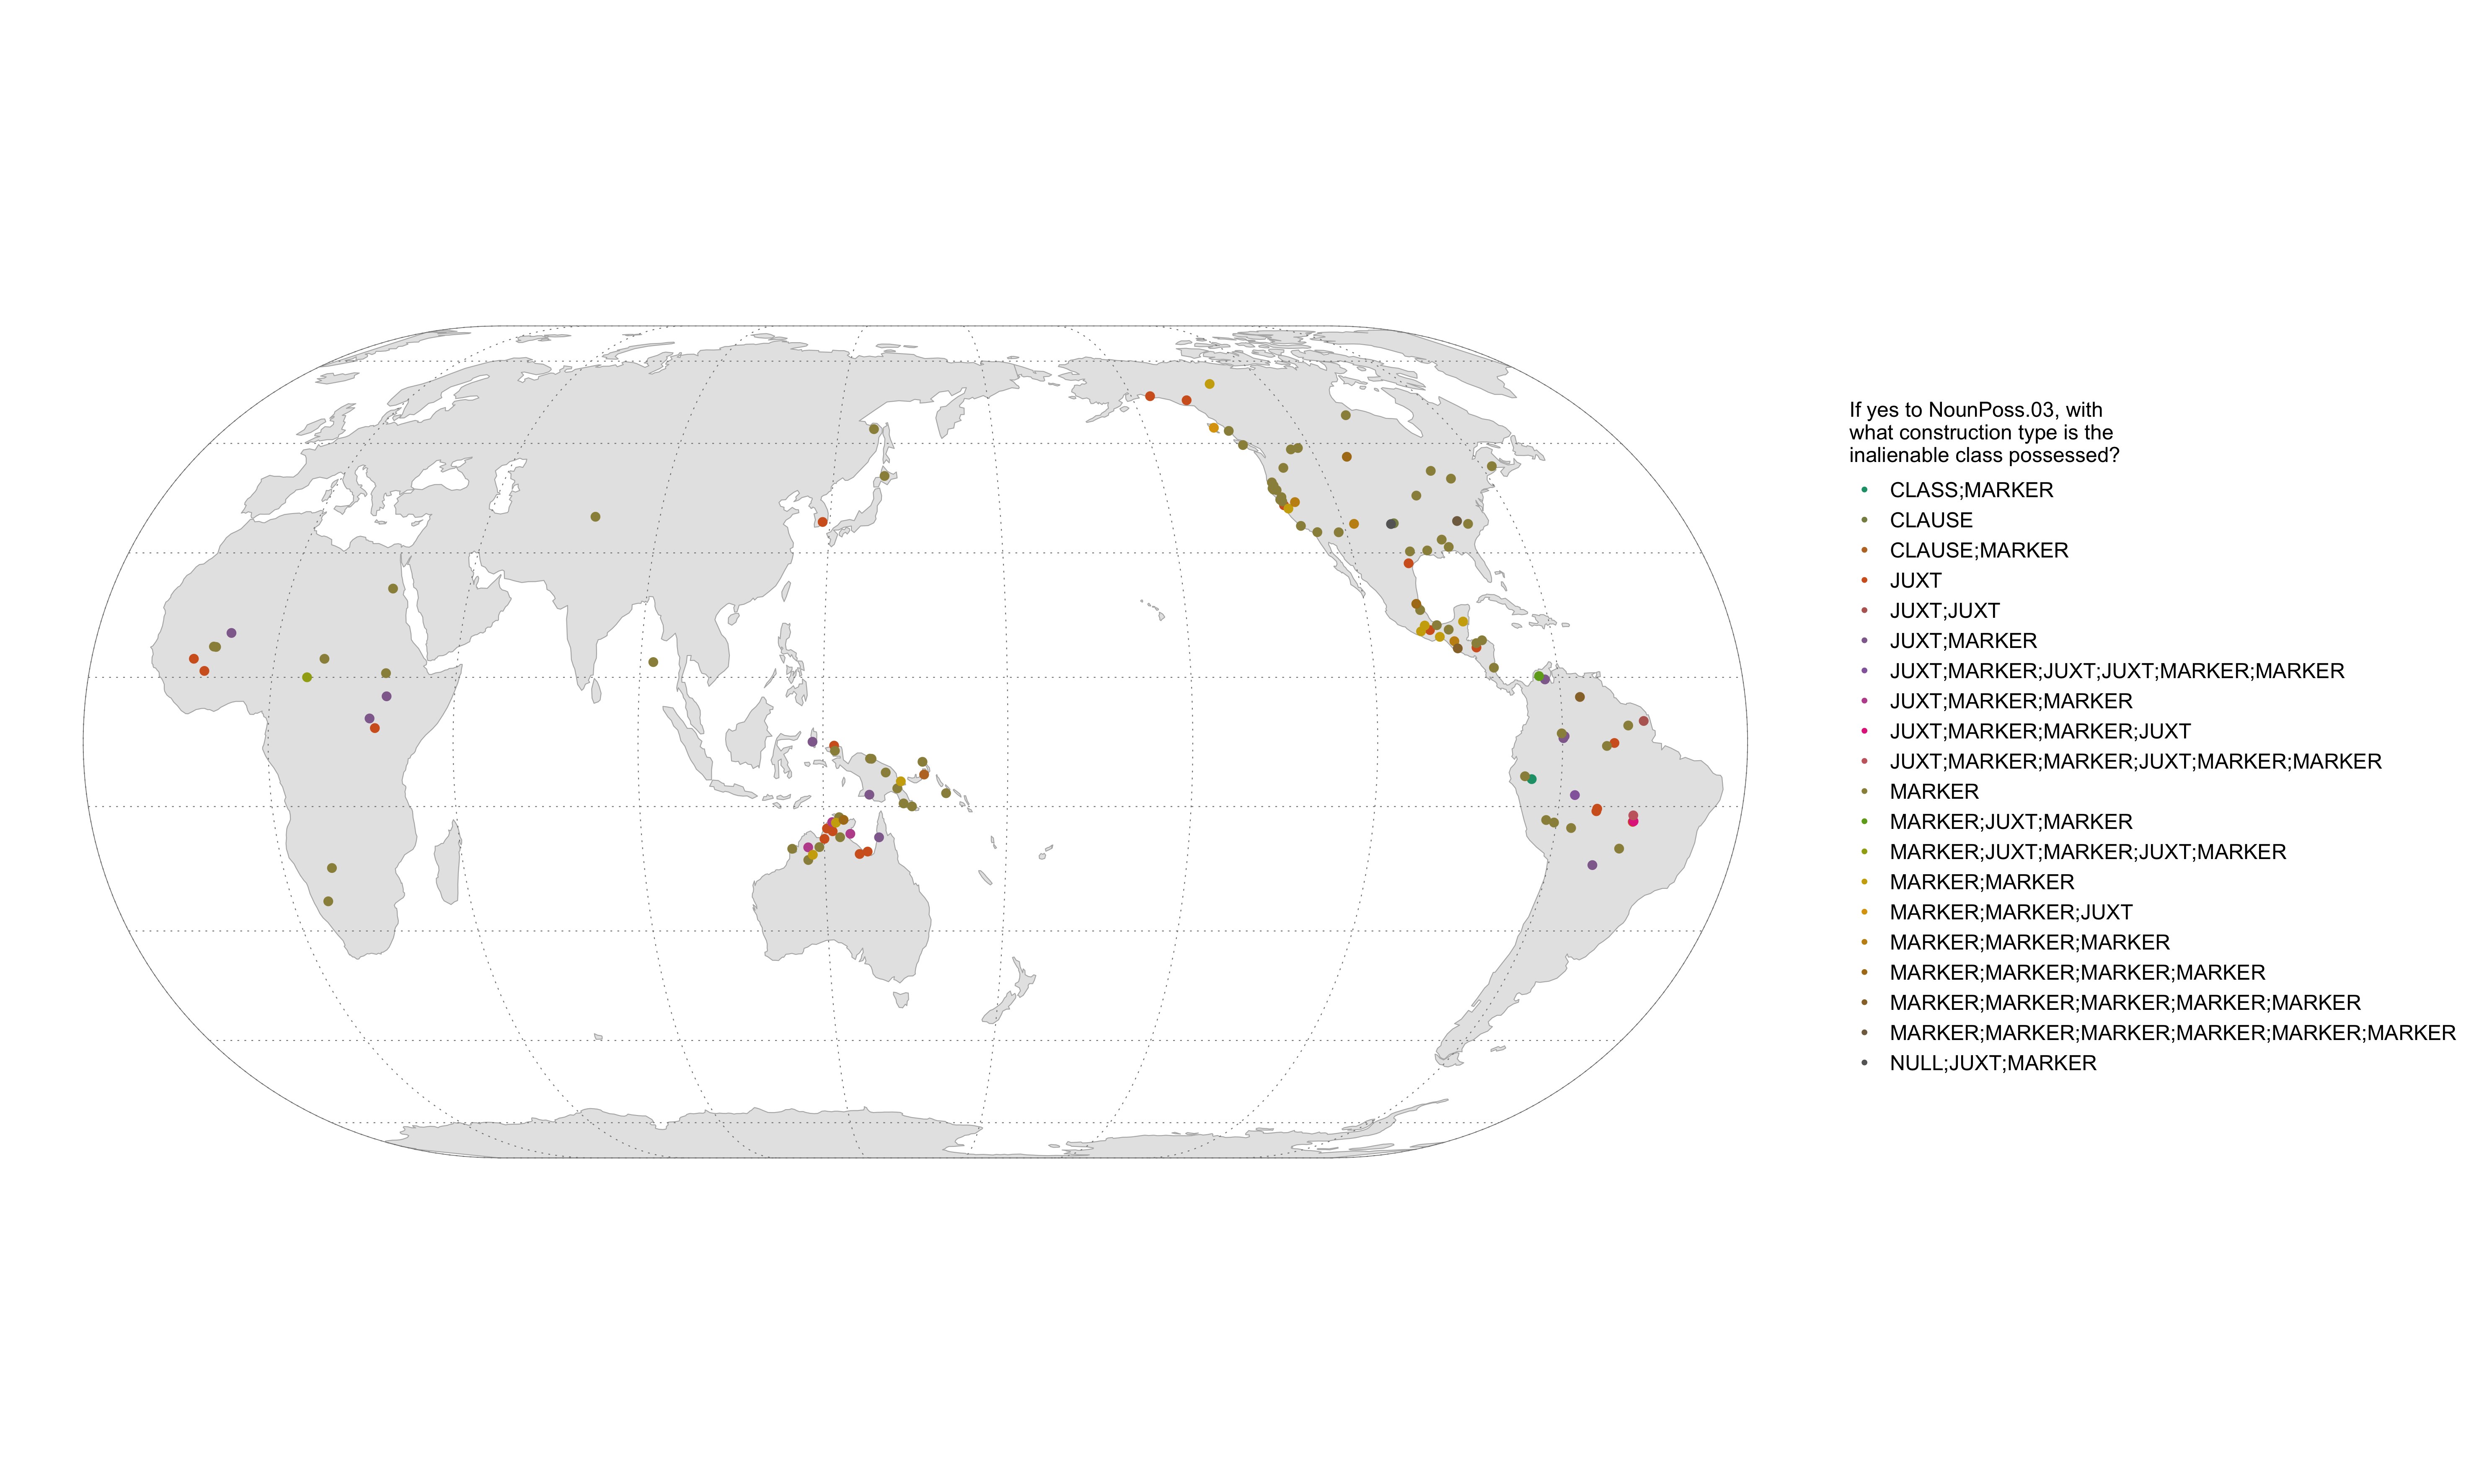 If yes to NounPoss.03, with
what construction type is the
inalienable class possessed?
CLASS;MARKER
CLAUSE
CLAUSE;MARKER
JUXT
JUXT;JUXT
JUXT;MARKER
JUXT;MARKER;JUXT;JUXT;MARKER;MARKER
JUXT;MARKER;MARKER
JUXT;MARKER;MARKER;JUXT
JUXT;MARKER;MARKER;JUXT;MARKER;MARKER
MARKER
MARKER;JUXT;MARKER
MARKER;JUXT;MARKER;JUXT;MARKER
MARKER;MARKER
MARKER;MARKER;JUXT
MARKER;MARKER;MARKER
MARKER;MARKER;MARKER;MARKER
MARKER;MARKER;MARKER;MARKER;MARKER
MARKER;MARKER;MARKER;MARKER;MARKER;MARKER
NULL;JUXT;MARKER